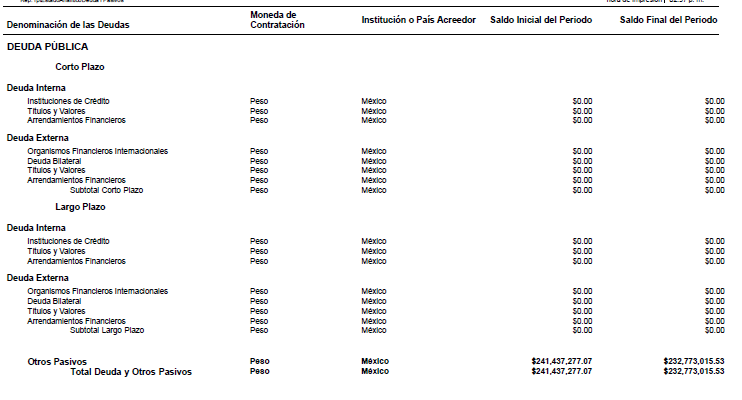 Denominación de las Deudas Moneda de Contratación Institución o País Acreedor Saldo Inicial del Periodo Saldo Final del Periodo
DEUDA PÚBLICA
Corto Plazo
Deuda Interna
Instituciones de Crédito Peso México $0.00 $0.00
Títulos y Valores Peso México $0.00 $0.00
Arrendamientos Financieros Peso México $0.00 $0.00
Deuda Externa
Organismos Financieros Internacionales Peso México $0.00 $0.00
Deuda Bilateral Peso México $0.00 $0.00
Títulos y Valores Peso México $0.00 $0.00
Arrendamientos Financieros Peso México $0.00 $0.00
Subtotal Corto Plazo Peso México $0.00 $0.00
Largo Plazo
Deuda Interna
Instituciones de Crédito Peso México $0.00 $0.00
Títulos y Valores Peso México $0.00 $0.00
Arrendamientos Financieros Peso México $0.00 $0.00
Deuda Externa
Organismos Financieros Internacionales Peso México $0.00 $0.00
Deuda Bilateral Peso México $0.00 $0.00
Títulos y Valores Peso México $0.00 $0.00
Arrendamientos Financieros Peso México $0.00 $0.00
Subtotal Largo Plazo Peso México $0.00 $0.00
Otros Pasivos Peso México $241,437,277.07 $232,773,015.53
Total Deuda y Otros Pasivos Peso México $241,437,277.07 $232,773,015.53